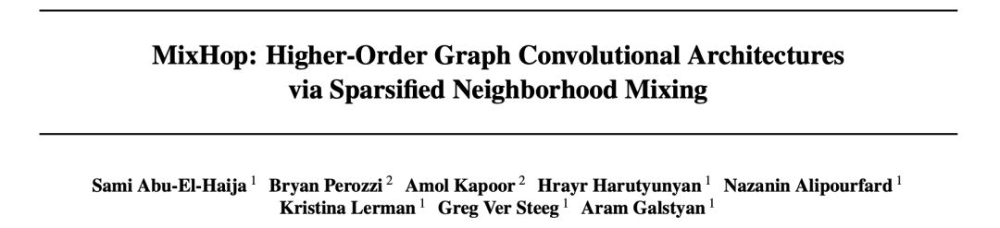 MixHop: Higher-Order Graph Convolutional Architectures
via Sparsified Neighborhood Mixing
Sami Abu-El-Haija 1 Bryan Perozzi 2 Amol Kapoor 2 Hrayr Harutyunyan 1 Nazanin Alipourfard 1
Kristina Lerman 1 Greg Ver Steeg 1 Aram Galstyan 1